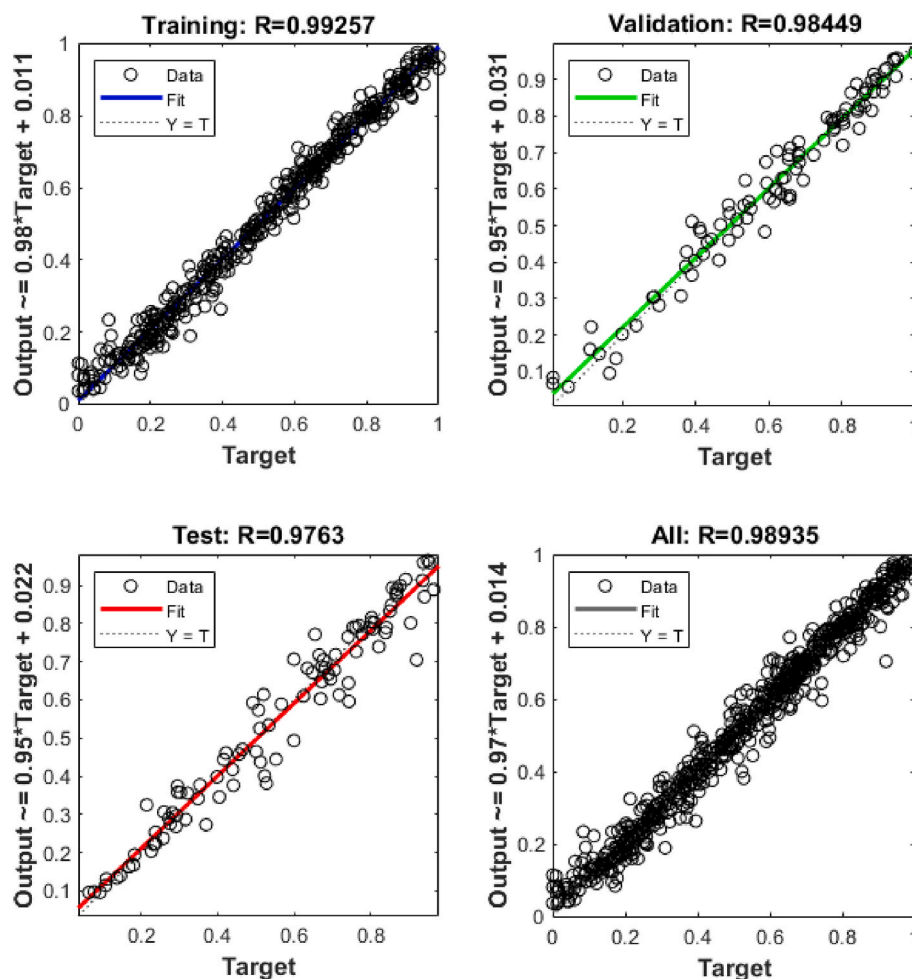 Training: R=0.99257
Output ~= 0.98*Target + 0.011
1
0.8
0.6
0.4
0.2
0
Data
Fit
Y = T
0 0.2 0.4 0.6 0.8 1
Target
Validation: R=0.98449
Output ~= 0.95*Target + 0.031
0.9
0.8
0.7
0.6
0.5
0.4
0.3
0.2
0.1
Data
Fit
Y = T
0.2 0.4 0.6 0.8 1
Target
Test: R=0.9763
Output ~= 0.95*Target + 0.022
0.9
0.8
0.7
0.6
0.5
0.4
0.3
0.2
0.1
Data
Fit
Y = T
0.2 0.4 0.6 0.8
Target
All: R=0.98935
Output ~= 0.97*Target + 0.014
1
0.8
0.6
0.4
0.2
0
Data
Fit
Y = T
0 0.2 0.4 0.6 0.8 1
Target